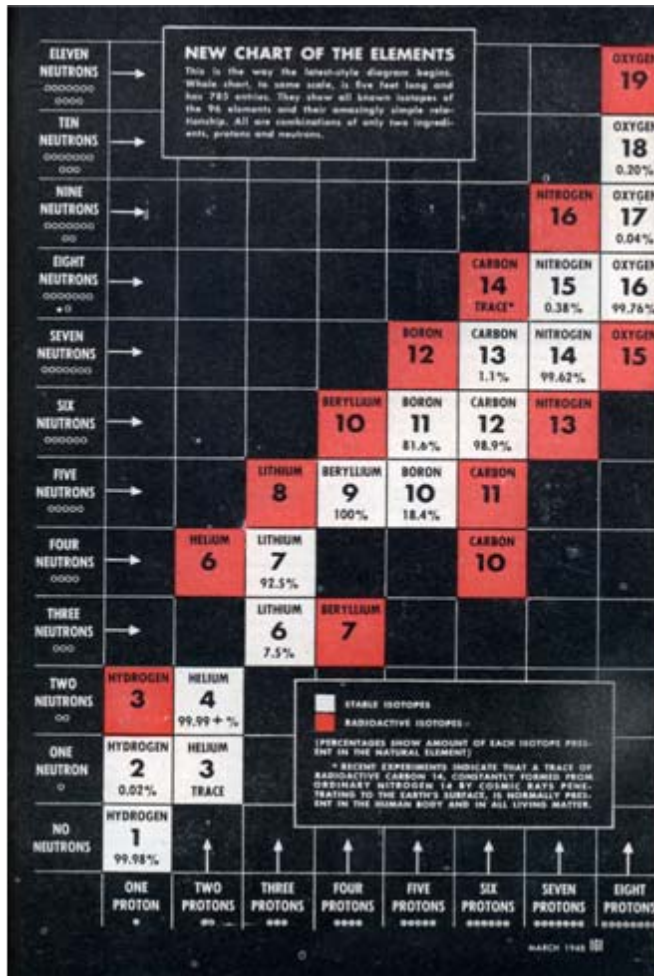 NEW CHART OF THE ELEMENTS
This is the way the latest-style diagram begins.
Whole chart, to same scale, is five feet long and
has 785 entries. They show all known isotopes
of the 96 elements and their amazingly simple rela-
tionship. All are combinations of only two ingredi-
ents, protons and neutrons.
ELEVEN
NEUTRONS
OXYGEN
19
TEN
NEUTRONS
OXYGEN
18
0.20%
NINE
NEUTRONS
NITROGEN
16
OXYGEN
17
0.04%
EIGHT
NEUTRONS
CARBON
14
TRACE*
NITROGEN
15
0.38%
OXYGEN
16
99.76%
SEVEN
NEUTRONS
BORON
12
CARBON
13
1.1%
NITROGEN
14
99.62%
OXYGEN
15
SIX
NEUTRONS
BERYLLIUM
10
BORON
11
81.6%
CARBON
12
98.9%
NITROGEN
13
FIVE
NEUTRONS
LITHIUM
8
BERYLLIUM
9
100%
BORON
10
18.4%
CARBON
11
FOUR
NEUTRONS
HELIUM
6
LITHIUM
7
92.5%
CARBON
10
THREE
NEUTRONS
LITHIUM
6
7.5%
BERYLLIUM
7
TWO
NEUTRONS
HYDROGEN
3
HELIUM
4
99.99+%
ONE
NEUTRON
HYDROGEN
2
0.02%
HELIUM
3
TRACE
NO
NEUTRONS
HYDROGEN
1
99.98%
STABLE ISOTOPES
RADIOACTIVE ISOTOPES
(PERCENTAGES SHOW AMOUNT OF EACH ISOTOPE PRES-
ENT IN THE NATURAL ELEMENT)
* RECENT EXPERIMENTS INDICATE THAT A TRACE OF
RADIOACTIVE CARBON 14, CONSTANTLY FORMED FROM
ORDINARY NITROGEN 14 BY COSMIC RAYS PENE-
TRATING TO THE EARTH'S SURFACE, IS NORMALLY PRES-
ENT IN THE HUMAN BODY AND IN ALL LIVING MATTER.
ONE
PROTON
TWO
PROTONS
THREE
PROTONS
FOUR
PROTONS
FIVE
PROTONS
SIX
PROTONS
SEVEN
PROTONS
EIGHT
PROTONS
MARCH 1948